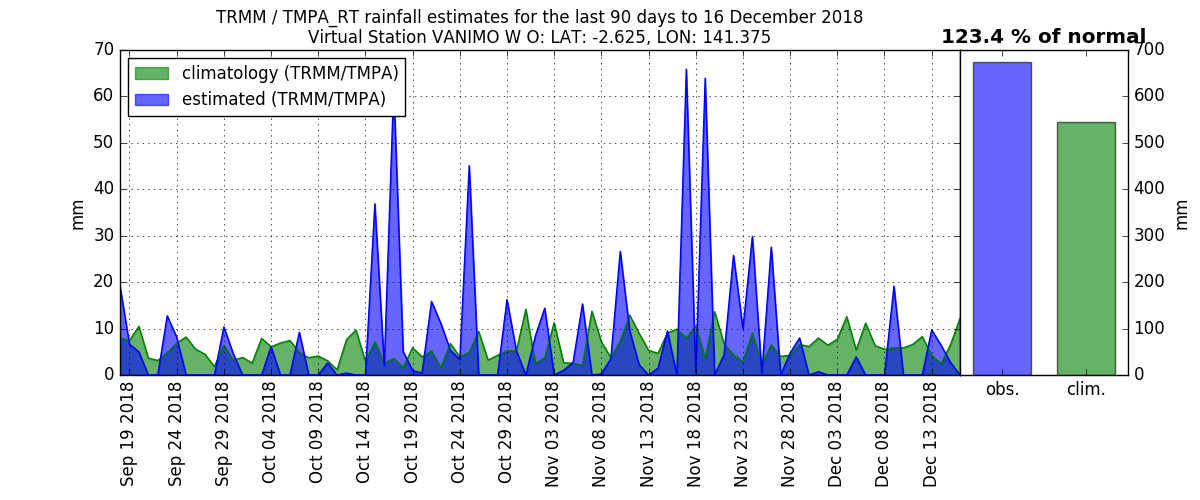 TRMM / TMPA_RT rainfall estimates for the last 90 days to 16 December 2018
Virtual Station VANIMO W O: LAT: -2.625, LON: 141.375
123.4 % of normal
climatology (TRMM/TMPA)
estimated (TRMM/TMPA)
70
60
50
40
30
20
10
0
mm
Sep 19 2018
Sep 24 2018
Sep 29 2018
Oct 04 2018
Oct 09 2018
Oct 14 2018
Oct 19 2018
Oct 24 2018
Oct 29 2018
Nov 03 2018
Nov 08 2018
Nov 13 2018
Nov 18 2018
Nov 23 2018
Nov 28 2018
Dec 03 2018
Dec 08 2018
Dec 13 2018
obs.
clim.
700
600
500
400
300
200
100
0
mm